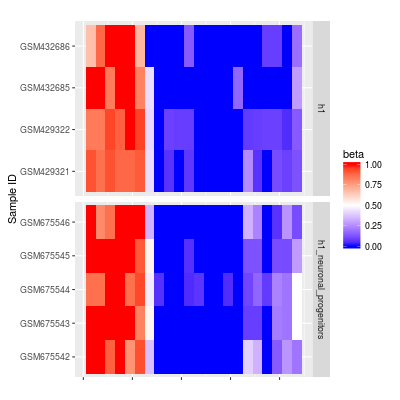 GSM432686
GSM432685
GSM429322
GSM429321
h1
GSM675546
GSM675545
GSM675544
GSM675543
GSM675542
h1_neuronal_progenitors
Sample ID
beta
1.00
0.75
0.50
0.25
0.00